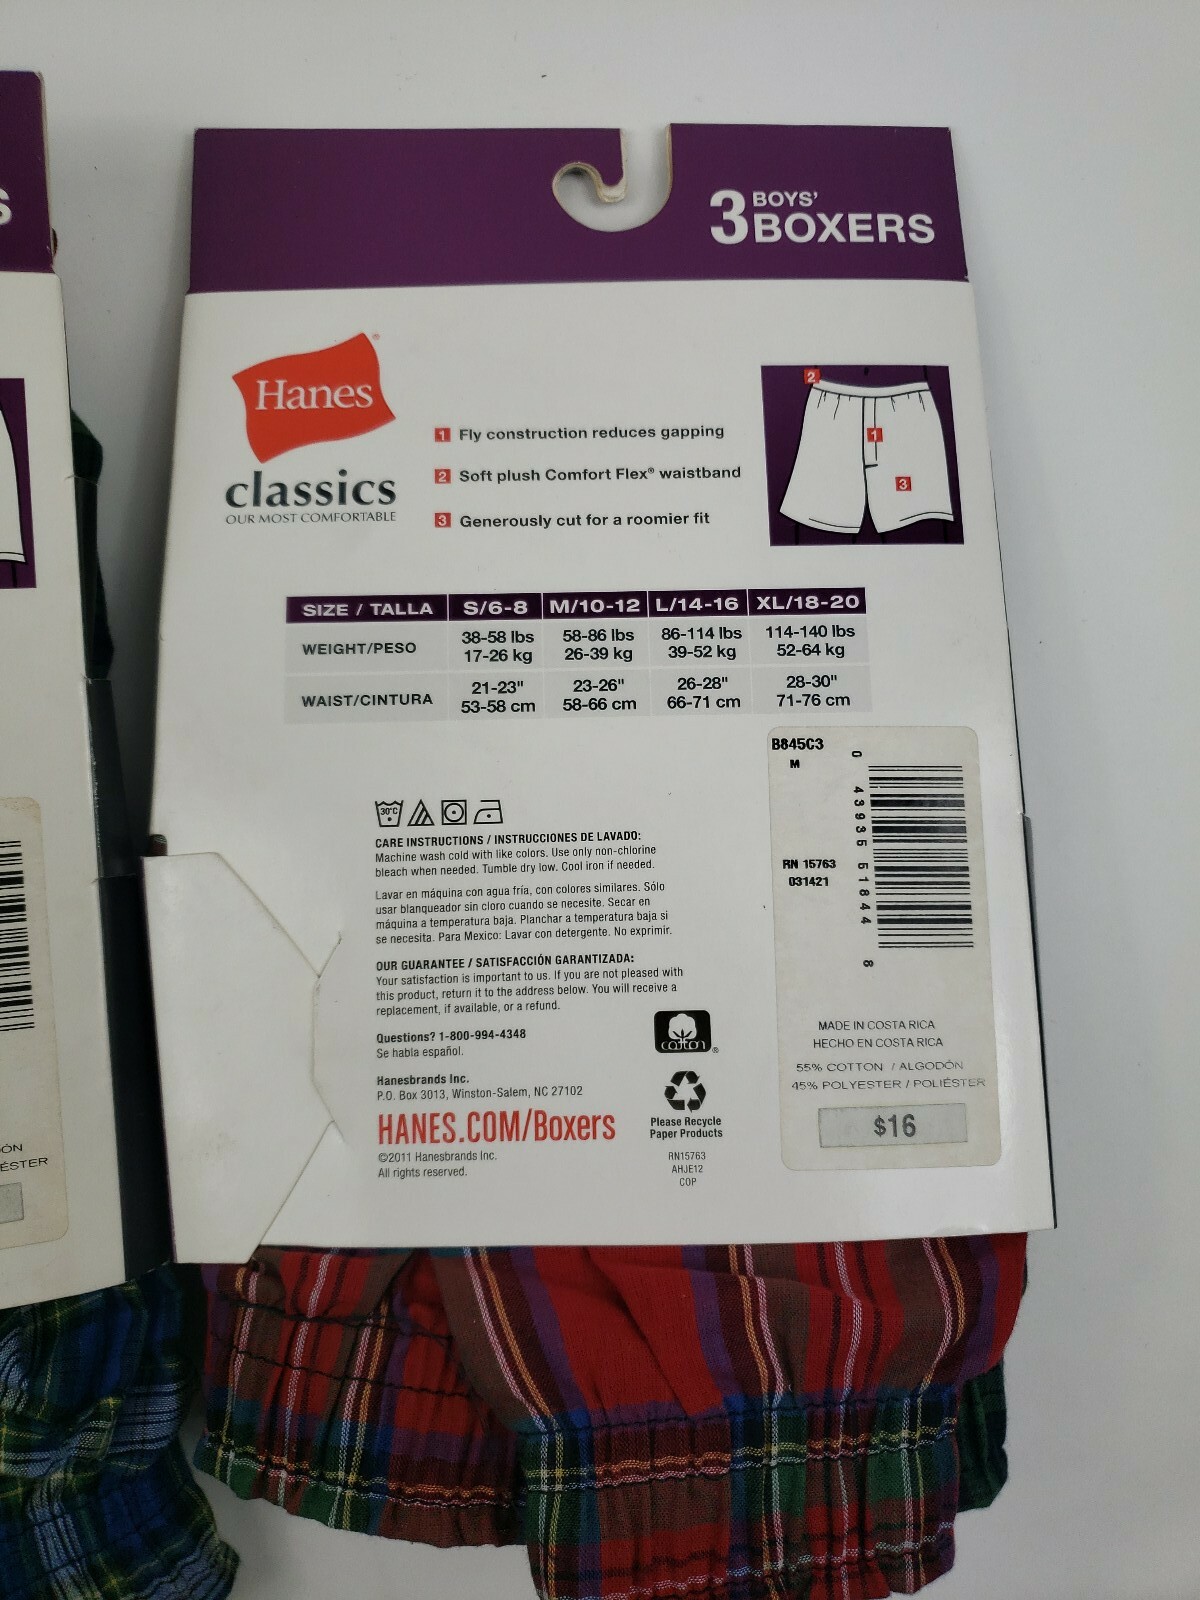 S
3 BOYS'
BOXERS
Hanes
®
classics
OUR MOST COMFORTABLE
1 Fly construction reduces gapping
2 Soft plush Comfort Flex® waistband
3 Generously cut for a roomier fit
2
1
3
SIZE / TALLA S/6-8 M/10-12 L/14-16 XL/18-20
WEIGHT/PESO 38-58 lbs 58-86 lbs 86-114 lbs 114-140 lbs
17-26 kg 26-39 kg 39-52 kg 52-64 kg
WAIST/CINTURA 21-23" 23-26" 26-28" 28-30"
53-58 cm 58-66 cm 66-71 cm 71-76 cm
30°C
CARE INSTRUCTIONS / INSTRUCCIONES DE LAVADO:
Machine wash cold with like colors. Use only non-chlorine
bleach when needed. Tumble dry low. Cool iron if needed.
Lavar en máquina con agua fría, con colores similares. Sólo
usar blanqueador sin cloro cuando se necesite. Secar en
máquina a temperatura baja. Planchar a temperatura baja si
se necesita. Para Mexico: Lavar con detergente. No exprimir.
OUR GUARANTEE / SATISFACCIÓN GARANTIZADA:
Your satisfaction is important to us. If you are not pleased with
this product, return it to the address below. You will receive a
replacement, if available, or a refund.
Questions? 1-800-994-4348
Se habla español.
Hanesbrands Inc.
P.O. Box 3013, Winston-Salem, NC 27102
HANES.COM/Boxers
©2011 Hanesbrands Inc.
All rights reserved.
cotton®
Please Recycle
Paper Products
RN15763
AHJE12
COP
B845C3
M
0 43935 51844 8
RN 15763
031421
MADE IN COSTA RICA
HECHO EN COSTA RICA
55% COTTON / ALGODÓN
45% POLYESTER / POLIÉSTER
$16
ÓN
ÉSTER